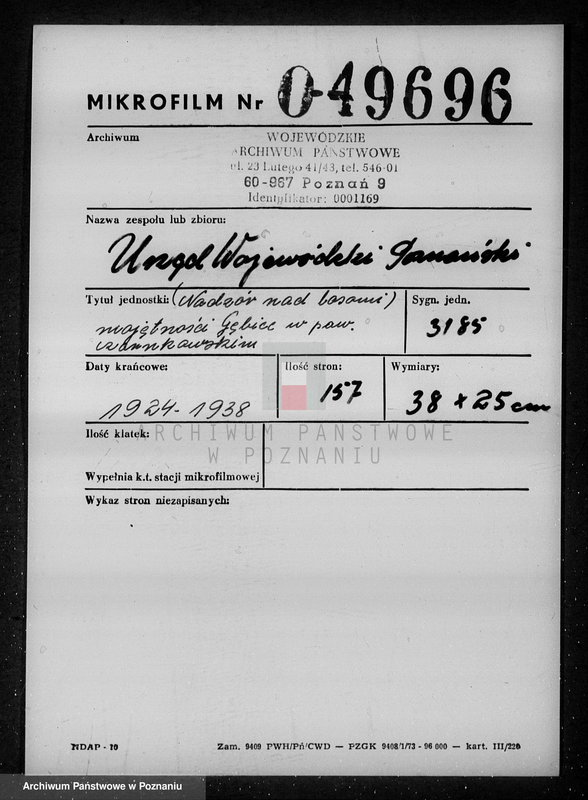 MIKROFILM Nr 0-49696
Archiwum
WOJEWÓDZKIE
ARCHIWUM PAŃSTWOWE
ul. 23 Lutego 41/43, tel. 546-01
60-967 Poznań 9
Identyfikator: 0001169
Nazwa zespołu lub zbioru:
Urząd Wojewódzki Poznański
Tytuł jednostki: (Nadzór nad lasami)
majętności Gębice w pow.
czarnkowskim
Sygn. jedn.
3185
Daty krańcowe:
1924-1938
Ilość stron:
157
Wymiary:
38 x 25 cm
Ilość klatek:
ARCHIWUM PAŃSTWOWE
W POZNANIU
Wypełnia k.t. stacji mikrofilmowej
Wykaz stron niezapisanych:
NDAP - 10
Zam. 9409 PWH/Pń/CWD — PZGK 9408/1/73 - 96 000 — kart. III/220
Archiwum Państwowe w Poznaniu